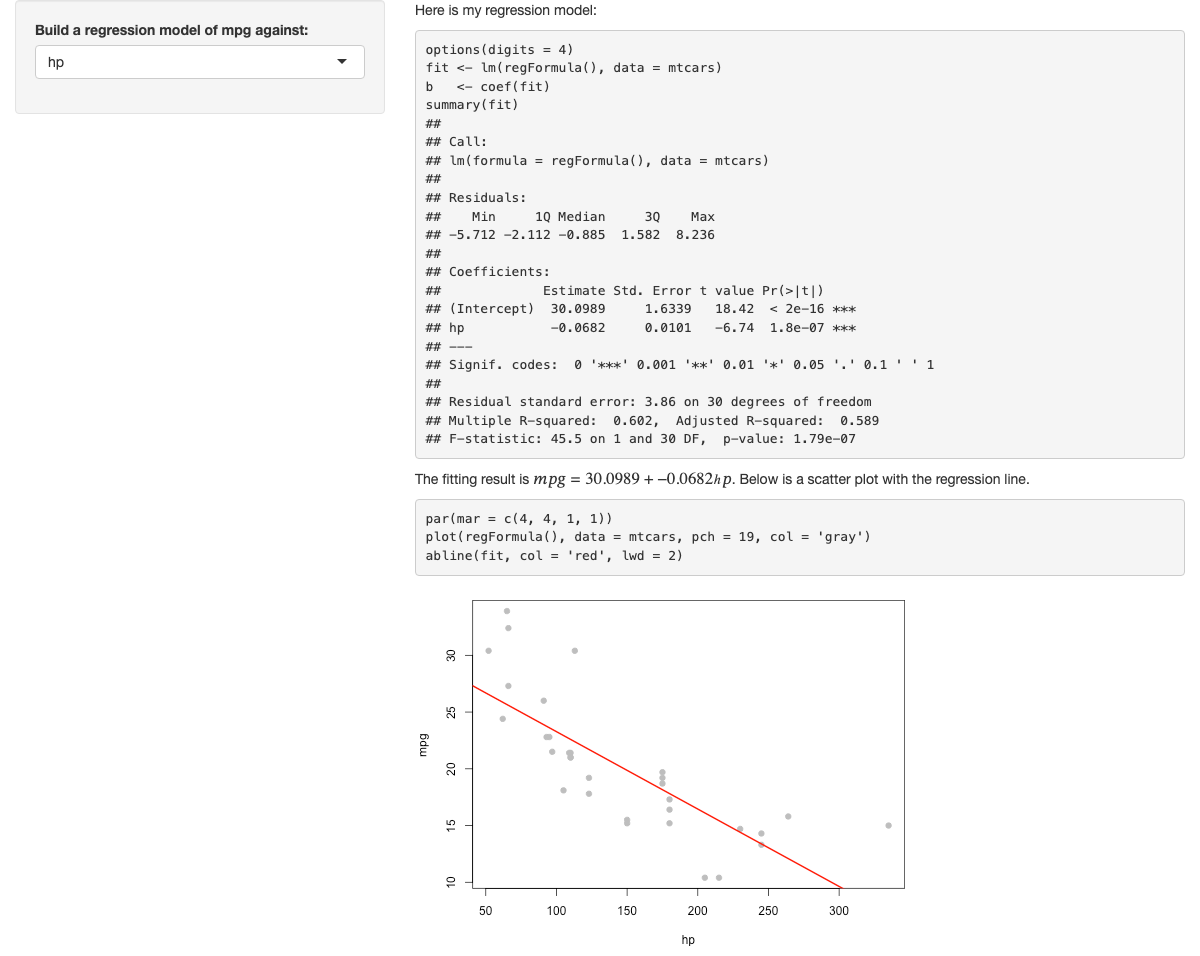 Build a regression model of mpg against:
hp
Here is my regression model:
options(digits = 4)
fit <- lm(regFormula(), data = mtcars)
b   <- coef(fit)
summary(fit)
##
## Call:
## lm(formula = regFormula(), data = mtcars)
##
## Residuals:
##    Min     1Q Median     3Q    Max
## -5.712 -2.112 -0.885  1.582  8.236
##
## Coefficients:
##             Estimate Std. Error t value Pr(>|t|)
## (Intercept)  30.0989     1.6339   18.42  < 2e-16 ***
## hp           -0.0682     0.0101   -6.74  1.8e-07 ***
## ---
## Signif. codes:  0 '***' 0.001 '**' 0.01 '*' 0.05 '.' 0.1 ' ' 1
##
## Residual standard error: 3.86 on 30 degrees of freedom
## Multiple R-squared:  0.602,  Adjusted R-squared:  0.589
## F-statistic: 45.5 on 1 and 30 DF,  p-value: 1.79e-07
The fitting result is mpg = 30.0989 + −0.0682hp. Below is a scatter plot with the regression line.
par(mar = c(4, 4, 1, 1))
plot(regFormula(), data = mtcars, pch = 19, col = 'gray')
abline(fit, col = 'red', lwd = 2)
30
25
20
15
10
mpg
50 100 150 200 250 300
hp